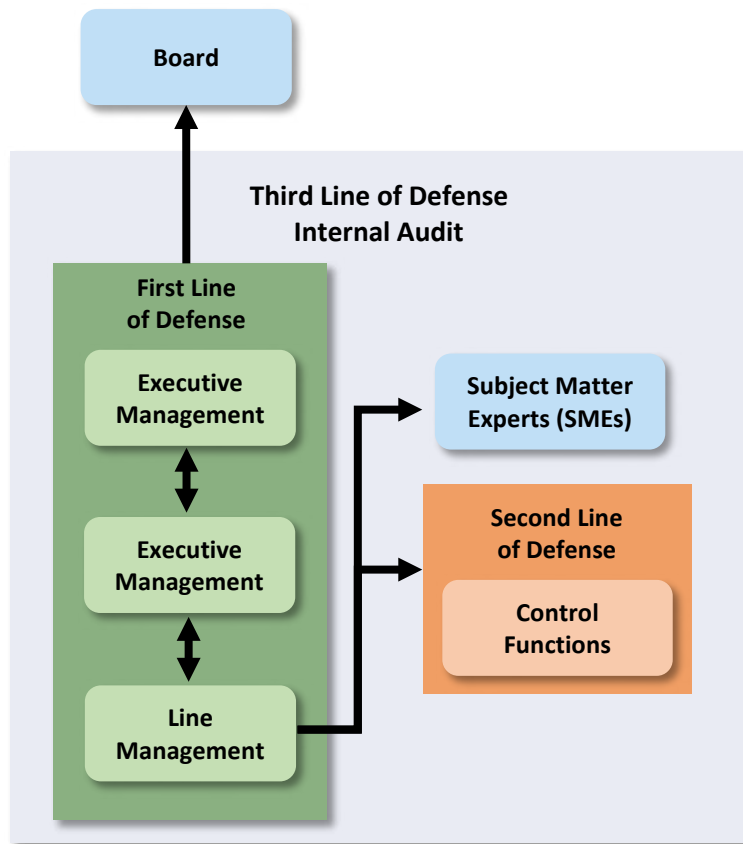 Board
Third Line of Defense
Internal Audit
First Line
of Defense
Executive
Management
Executive
Management
Line
Management
Subject Matter
Experts (SMEs)
Second Line
of Defense
Control
Functions